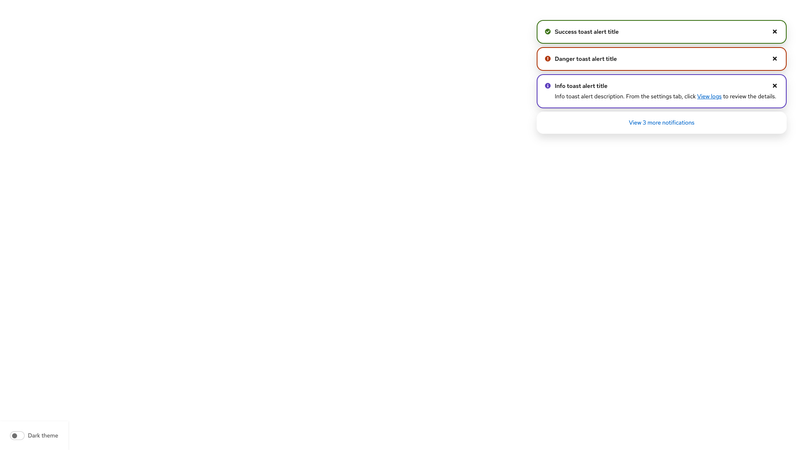 Success toast alert title
Danger toast alert title
Info toast alert title
Info toast alert description. From the settings tab, click View logs to review the details.
View 3 more notifications
Dark theme